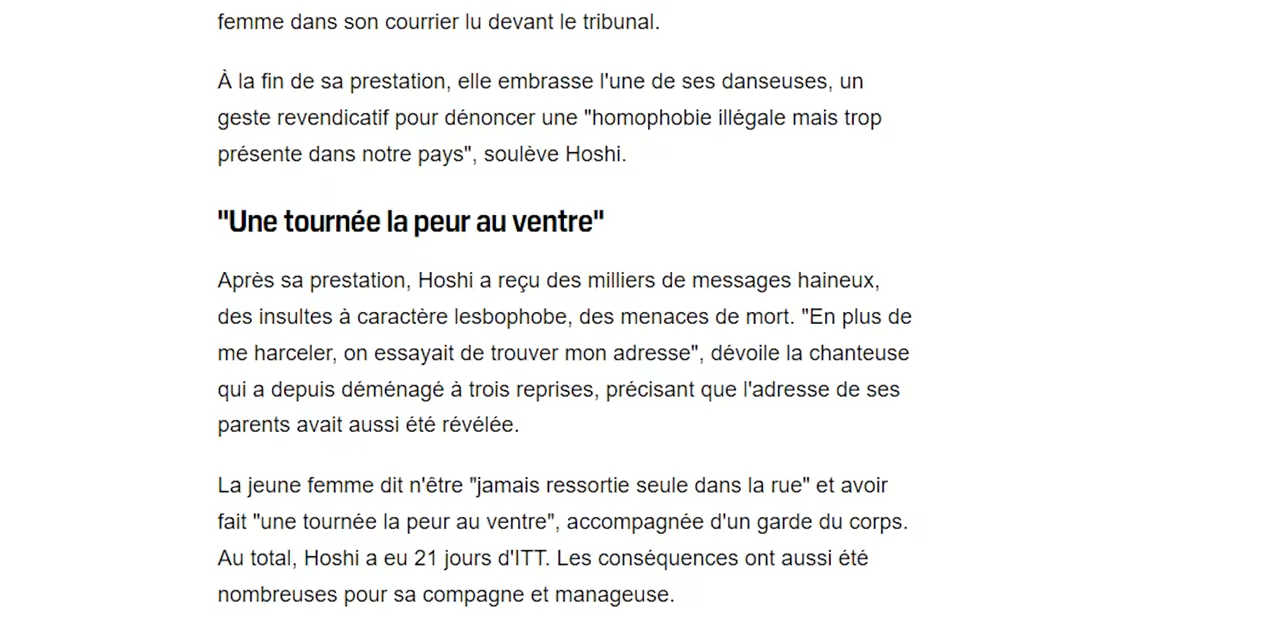 femme dans son courrier lu devant le tribunal.
À la fin de sa prestation, elle embrasse l'une de ses danseuses, un
geste revendicatif pour dénoncer une "homophobie illégale mais trop
présente dans notre pays", soulève Hoshi.
"Une tournée la peur au ventre"
Après sa prestation, Hoshi a reçu des milliers de messages haineux,
des insultes à caractère lesbophobe, des menaces de mort. "En plus de
me harceler, on essayait de trouver mon adresse", dévoile la chanteuse
qui a depuis déménagé à trois reprises, précisant que l'adresse de ses
parents avait aussi été révélée.
La jeune femme dit n'être "jamais ressortie seule dans la rue" et avoir
fait "une tournée la peur au ventre", accompagnée d'un garde du corps.
Au total, Hoshi a eu 21 jours d'ITT. Les conséquences ont aussi été
nombreuses pour sa compagne et manageuse.